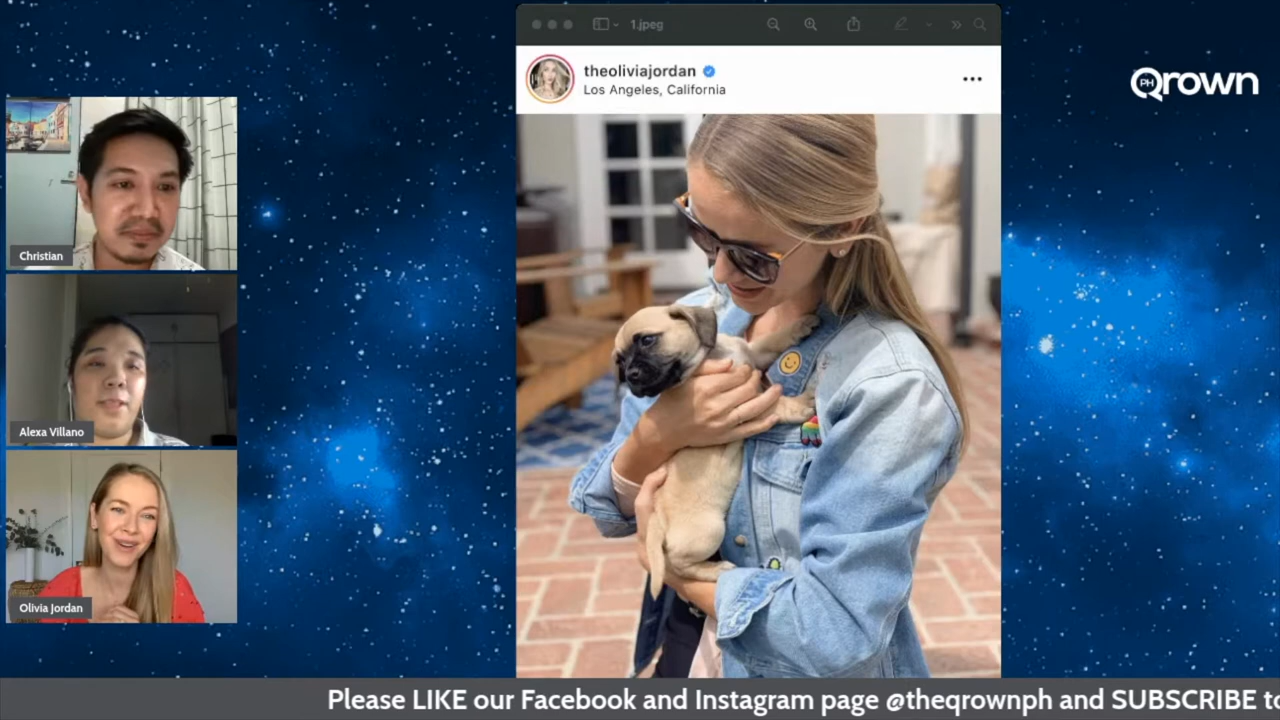 1.jpeg
theoliviajordan
Los Angeles, California
PH
Qrown
Christian
Alexa Villano
Olivia Jordan
Please LIKE our Facebook and Instagram page @theqrownph and SUBSCRIBE to